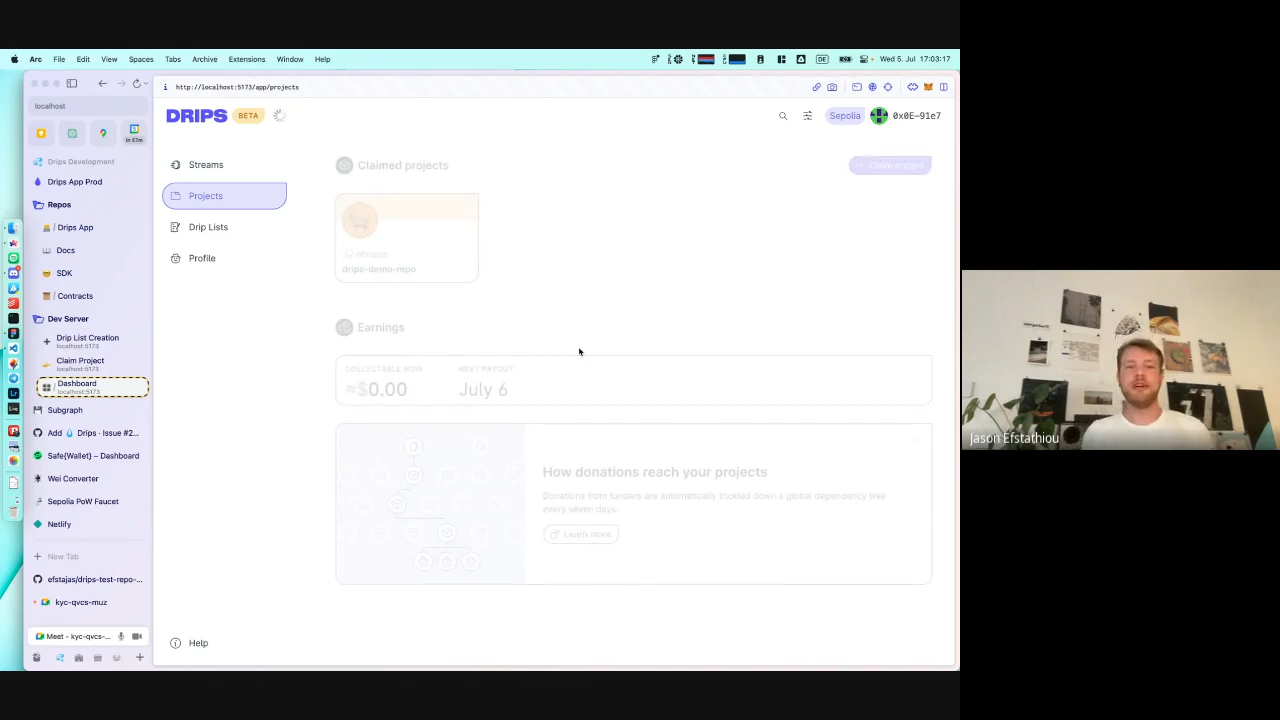 Arc File Edit View Spaces Tabs Archive Extensions Window Help
DE
Wed 5. Jul 17:03:17
localhost
http://localhost:5173/app/projects
in 57m
Drips Development
Drips App Prod
Repos
/ Drips App
Docs
SDK
/ Contracts
Dev Server
Drip List Creation
localhost:5173
Claim Project
localhost:5173
/ Dashboard
localhost:5173
Subgraph
Add 💧 Drips · Issue #2...
Safe{Wallet} – Dashboard
Wei Converter
Sepolia PoW Faucet
Netlify
New Tab
efstajas/drips-test-repo-...
kyc-qvcs-muz
Meet – kyc-qvcs-...
DRIPS
BETA
Sepolia
0x0E–91e7
Streams
Projects
Drip Lists
Profile
Help
Claimed projects
Claim project
efstajas
drips-demo-repo
Earnings
COLLECTABLE NOW
≈$0.00
NEXT PAYOUT
July 6
How donations reach your projects
Donations from funders are automatically trickled down a global dependency tree
every seven days.
Learn more
Jason Efstathiou